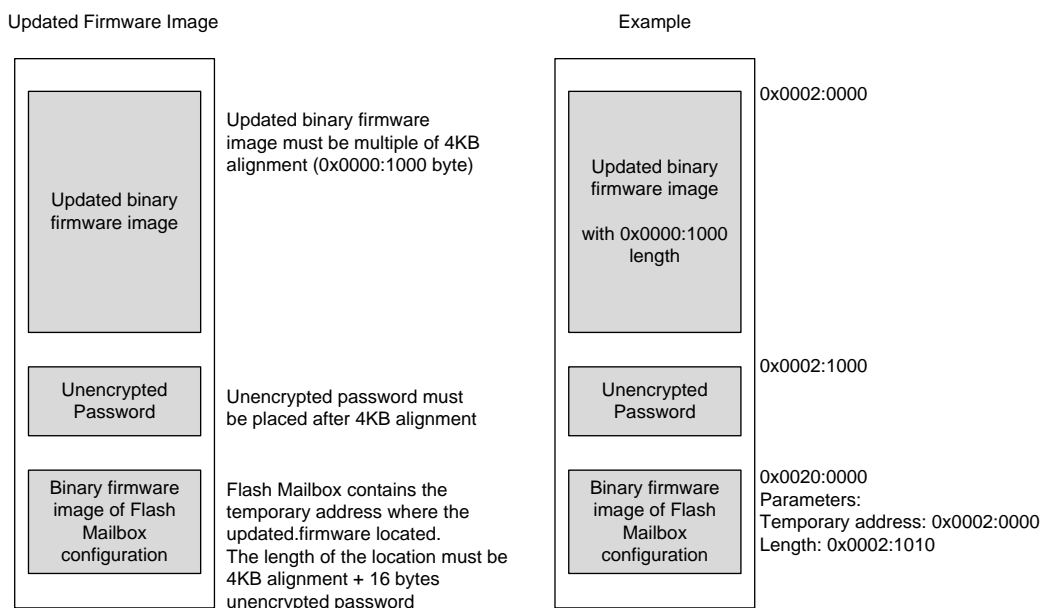 Updated Firmware Image
Updated binary
firmware image
Updated binary firmware
image must be multiple of 4KB
alignment (0x0000:1000 byte)
Unencrypted
Password
Unencrypted password must
be placed after 4KB alignment
Binary firmware
image of Flash
Mailbox
configuration
Flash Mailbox contains the
temporary address where the
updated.firmware located.
The length of the location must be
4KB alignment + 16 bytes
unencrypted password
Example
0x0002:0000
Updated binary
firmware image
with 0x0000:1000
length
0x0002:1000
Unencrypted
Password
Binary firmware
image of Flash
Mailbox
configuration
0x0020:0000
Parameters:
Temporary address: 0x0002:0000
Length: 0x0002:1010